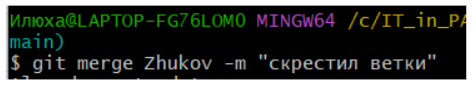 Илюха@LAPTOP-FG76LOMO MINGW64 /c/IT_in_PA
main)
$ git merge Zhukov -m "скрестил ветки"